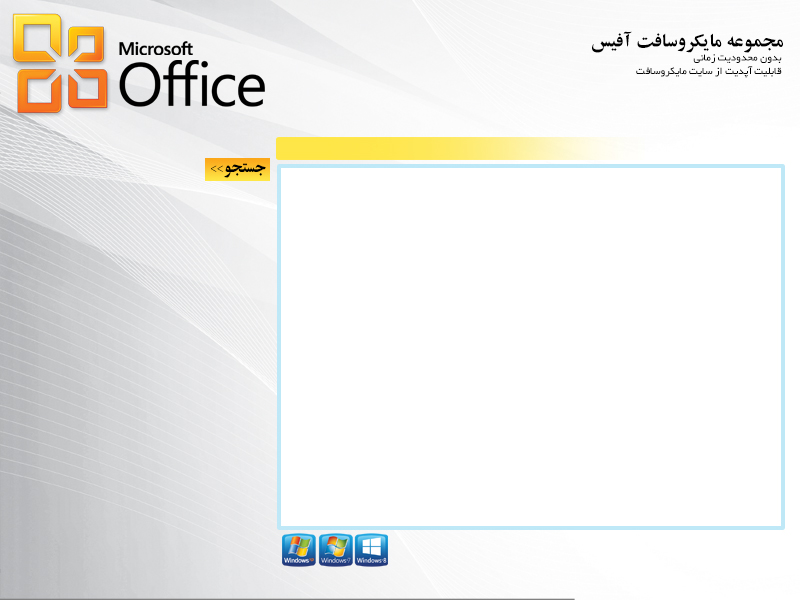 Microsoft
Office
مجموعه مایکروسافت آفیس
بدون محدودیت زمانی
قابلیت آپدیت از سایت مایکروسافت
جستجو >>
Windows
Windows 7
Windows 8